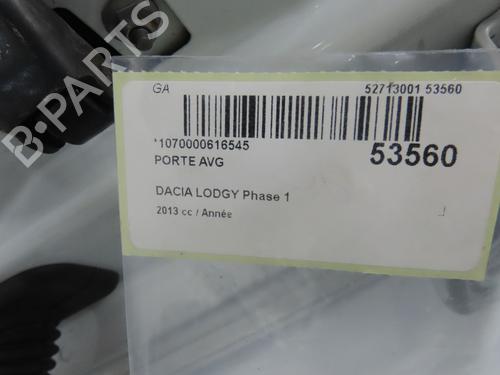 GA 52713001 53560
*1070000616545 53560
PORTE AVG
DACIA LODGY Phase 1
2013 cc / Année
B-PARTS